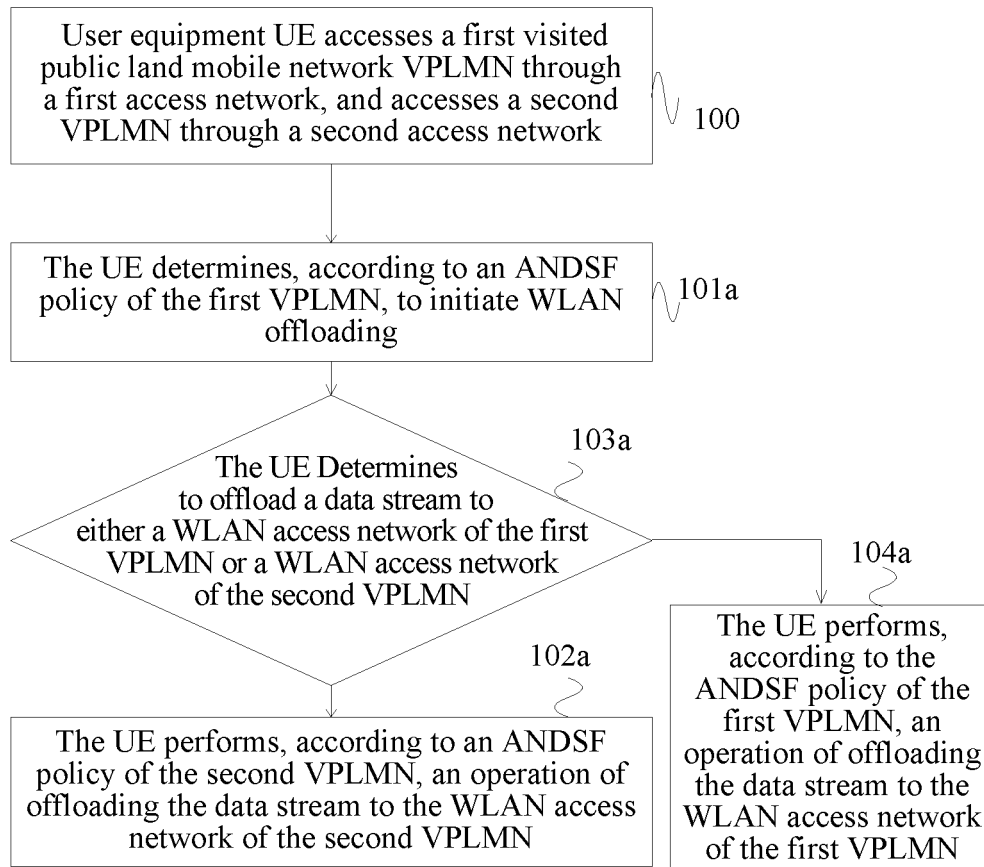 User equipment UE accesses a first visited
public land mobile network VPLMN through
a first access network, and accesses a second
VPLMN through a second access network
100
The UE determines, according to an ANDSF
policy of the first VPLMN, to initiate WLAN
offloading
101a
103a
The UE Determines
to offload a data stream to
either a WLAN access network of the first
VPLMN or a WLAN access network
of the second VPLMN
104a
The UE performs,
according to the
ANDSF policy of the
first VPLMN, an
operation of offloading
the data stream to the
WLAN access network
of the first VPLMN
102a
The UE performs, according to an ANDSF
policy of the second VPLMN, an operation of
offloading the data stream to the WLAN access
network of the second VPLMN